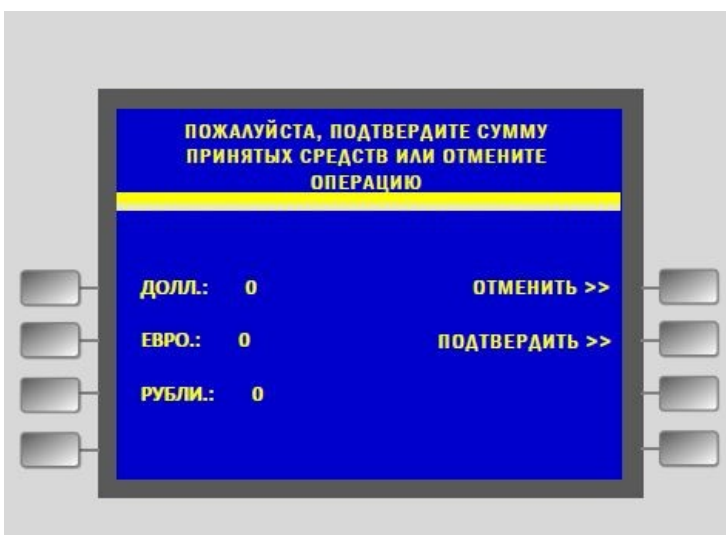 ПОЖАЛУЙСТА, ПОДТВЕРДИТЕ СУММУ
ПРИНЯТЫХ СРЕДСТВ ИЛИ ОТМЕНИТЕ
ОПЕРАЦИЮ
ДОЛЛ.: 0 ОТМЕНИТЬ >>
ЕВРО.: 0 ПОДТВЕРДИТЬ >>
РУБЛИ.: 0